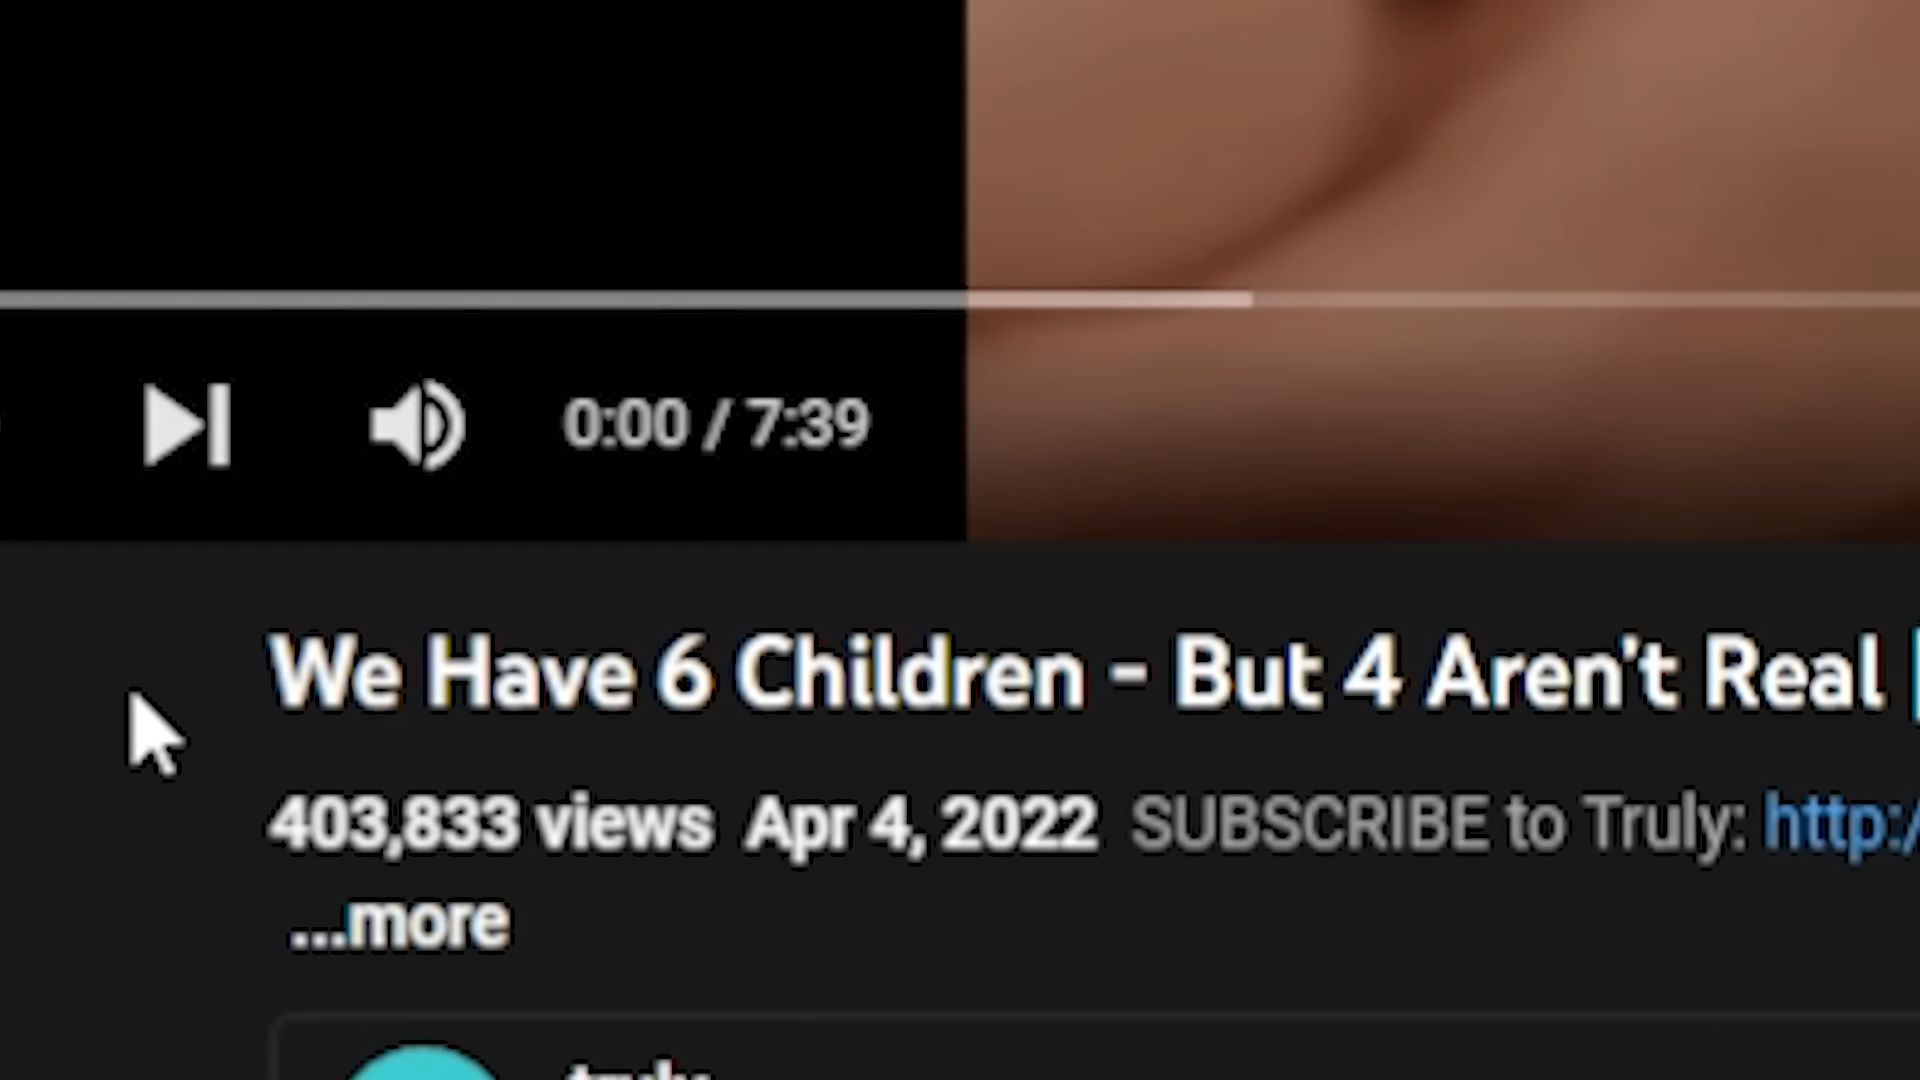 0:00 / 7:39
We Have 6 Children - But 4 Aren't Real
403,833 views Apr 4, 2022 SUBSCRIBE to Truly: http:/
...more
truly